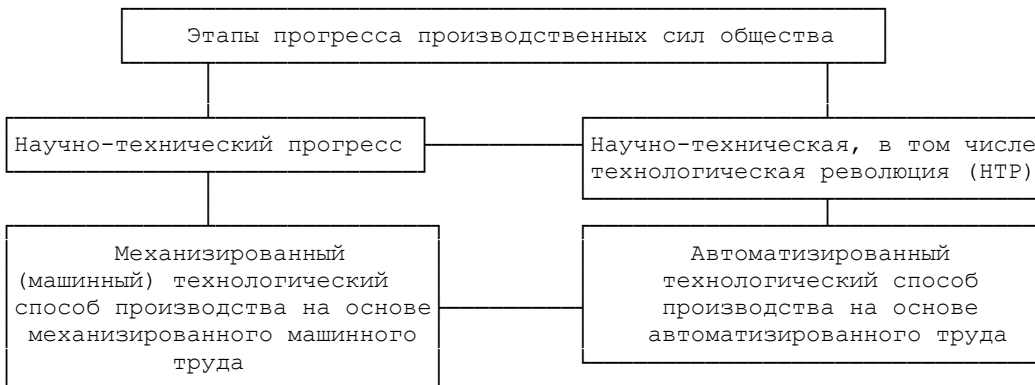 Этапы прогресса производственных сил общества
Научно-технический прогресс
Научно-техническая, в том числе
технологическая революция (НТР)
Механизированный
(машинный) технологический
способ производства на основе
механизированного машинного
труда
Автоматизированный
технологический способ
производства на основе
автоматизированного труда